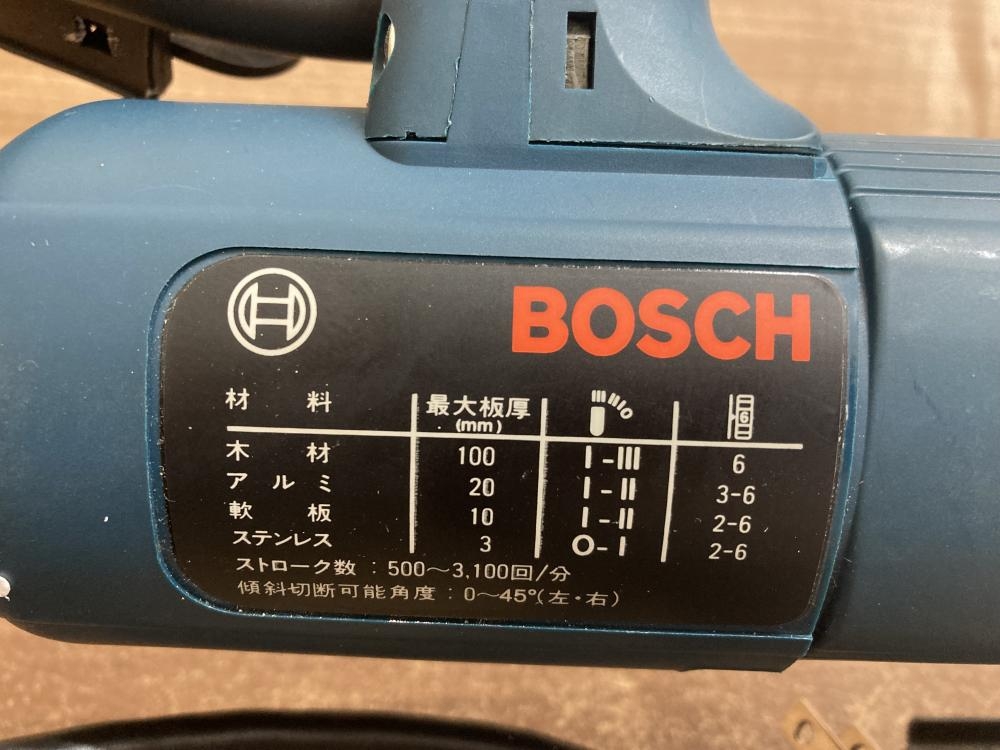 BOSCH
材料 最大板厚 (mm) 6
木材 100 I-III 6
アルミ 20 I-II 3-6
軟板 10 I-II 2-6
ステンレス 3 O-I 2-6
ストローク数：500～3,100回/分
傾斜切断可能角度：0～45°(左・右)